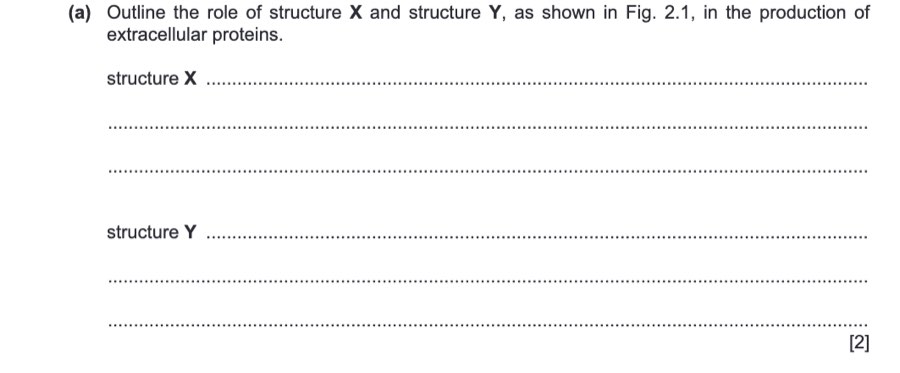 (a) Outline the role of structure X and structure Y, as shown in Fig. 2.1, in the production of
extracellular proteins.
structure X ................................................................................................................................
................................................................................................................................................
................................................................................................................................................
structure Y ................................................................................................................................
................................................................................................................................................
................................................................................................................................................
[2]